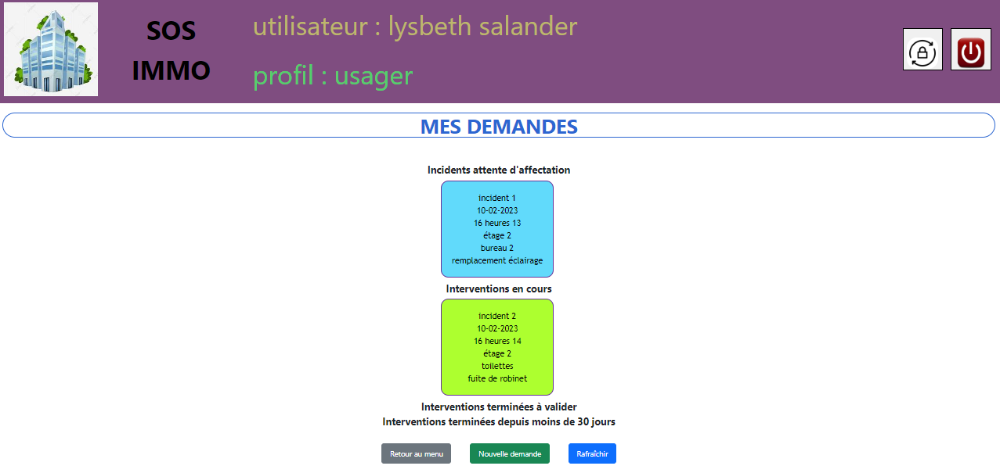 SOS
IMMO
utilisateur : lysbeth salander
profil : usager
MES DEMANDES
Incidents attente d'affectation
incident 1
10-02-2023
16 heures 13
étage 2
bureau 2
remplacement éclairage
Interventions en cours
incident 2
10-02-2023
16 heures 14
étage 2
toilettes
fuite de robinet
Interventions terminées à valider
Interventions terminées depuis moins de 30 jours
Retour au menu
Nouvelle demande
Rafraîchir